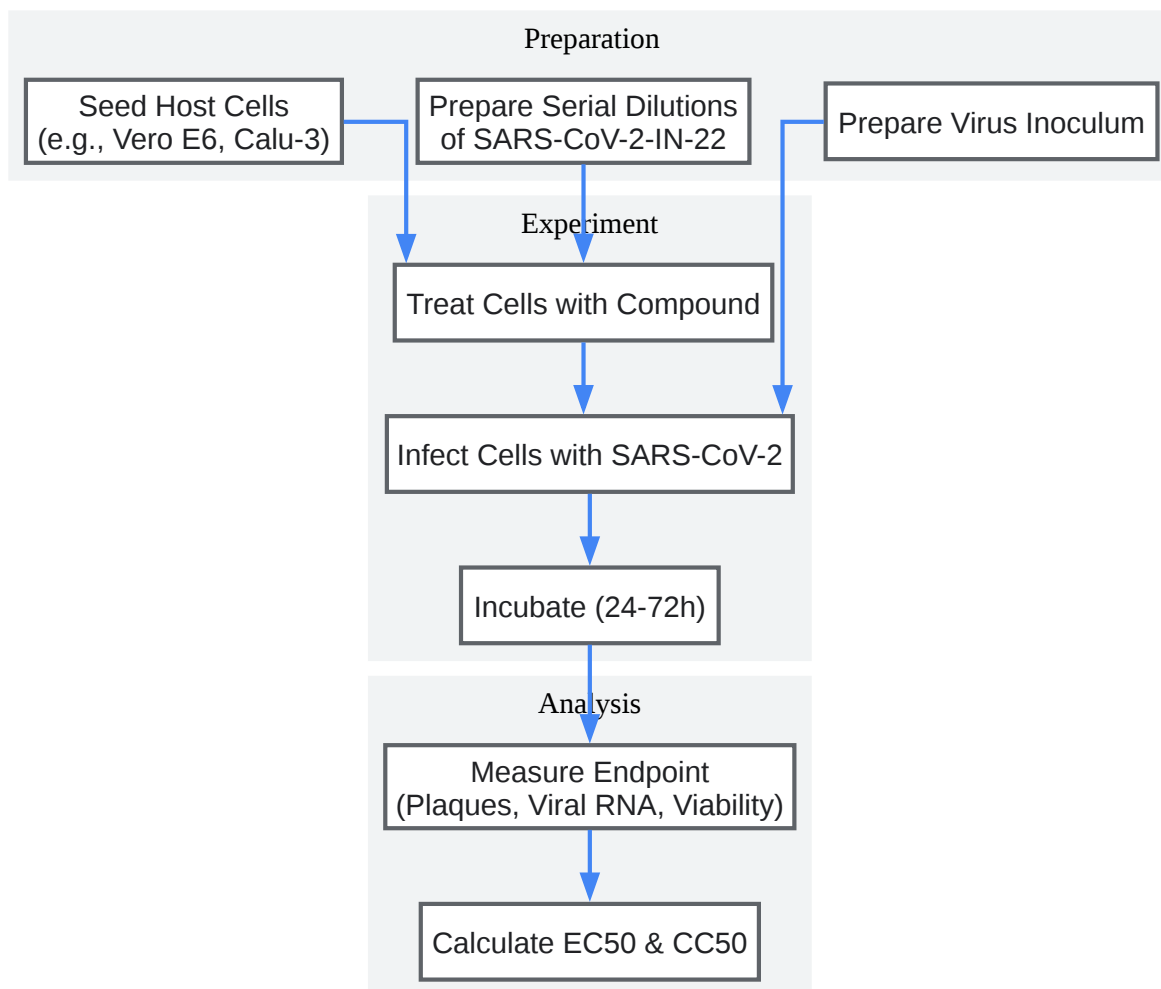 Preparation
Seed Host Cells
(e.g., Vero E6, Calu-3)
Prepare Serial Dilutions
of SARS-CoV-2-IN-22
Prepare Virus Inoculum
Experiment
Treat Cells with Compound
Infect Cells with SARS-CoV-2
Incubate (24-72h)
Analysis
Measure Endpoint
(Plaques, Viral RNA, Viability)
Calculate EC50 & CC50